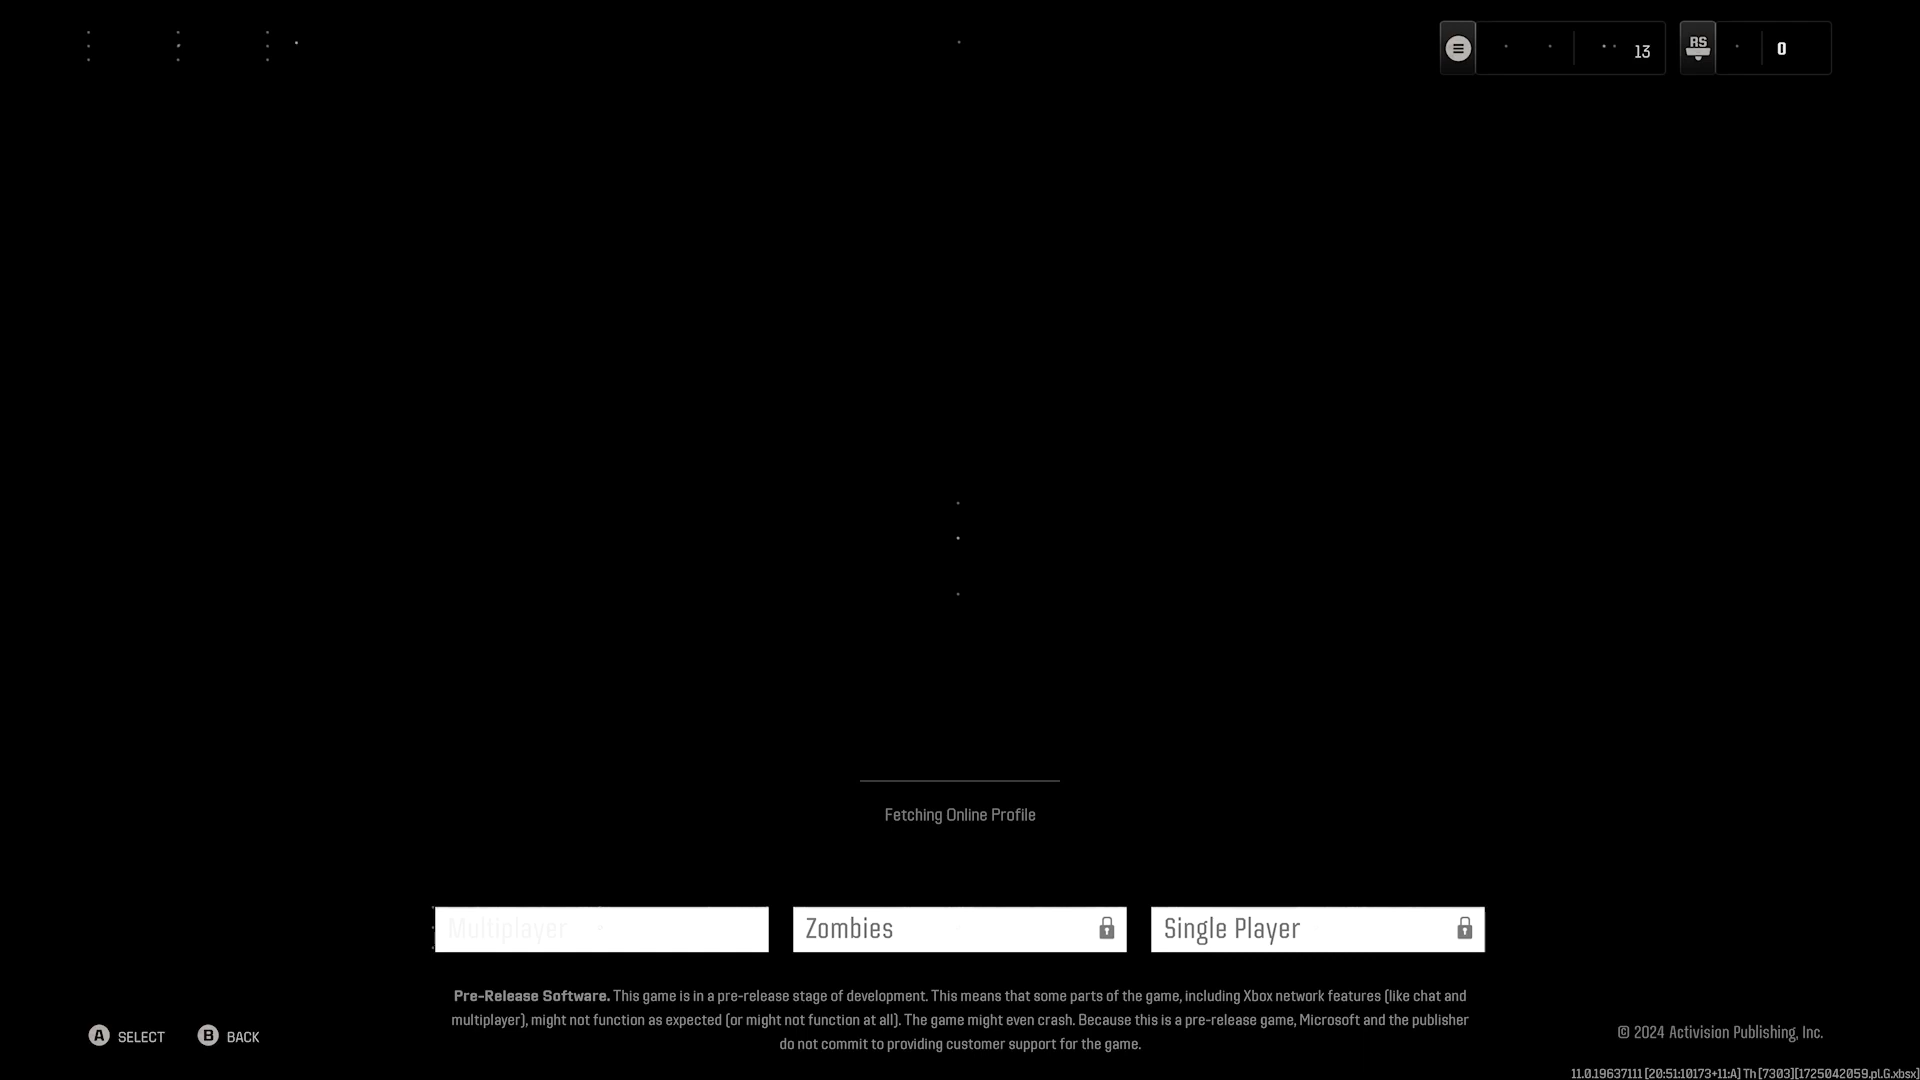 13
RS
0
Fetching Online Profile
Multiplayer
Zombies
Single Player
Pre-Release Software. This game is in a pre-release stage of development. This means that some parts of the game, including Xbox network features (like chat and
multiplayer), might not function as expected (or might not function at all). The game might even crash. Because this is a pre-release game, Microsoft and the publisher
do not commit to providing customer support for the game.
A SELECT
B BACK
© 2024 Activision Publishing, Inc.
11.0.19637111 [20:51:10173+11:A] Th [7303][1725042059.pl.G.xbsx]